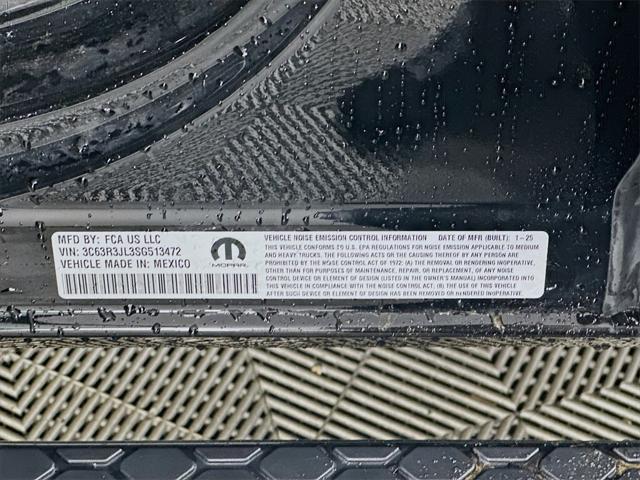 MFD BY: FCA US LLC
VIN: 3C63R3JL3SG513472
VEHICLE MADE IN: MEXICO
MOPAR
VEHICLE NOISE EMISSION CONTROL INFORMATION DATE OF MFR (BUILT): 1-25
THIS VEHICLE CONFORMS TO U.S. EPA REGULATIONS FOR NOISE EMISSION APPLICABLE TO MEDIUM
AND HEAVY TRUCKS. THE FOLLOWING ACTS OR THE CAUSING THEREOF BY ANY PERSON ARE
PROHIBITED BY THE NOISE CONTROL ACT OF 1972: (A) THE REMOVAL OR RENDERING INOPERATIVE,
OTHER THAN FOR PURPOSES OF MAINTENANCE, REPAIR, OR REPLACEMENT, OF ANY NOISE
CONTROL DEVICE OR ELEMENT OF DESIGN (LISTED IN THE OWNER'S MANUAL) INCORPORATED INTO
THIS VEHICLE IN COMPLIANCE WITH THE NOISE CONTROL ACT; (B) THE USE OF THIS VEHICLE
AFTER SUCH DEVICE OR ELEMENT OF DESIGN HAS BEEN REMOVED OR RENDERED INOPERATIVE.